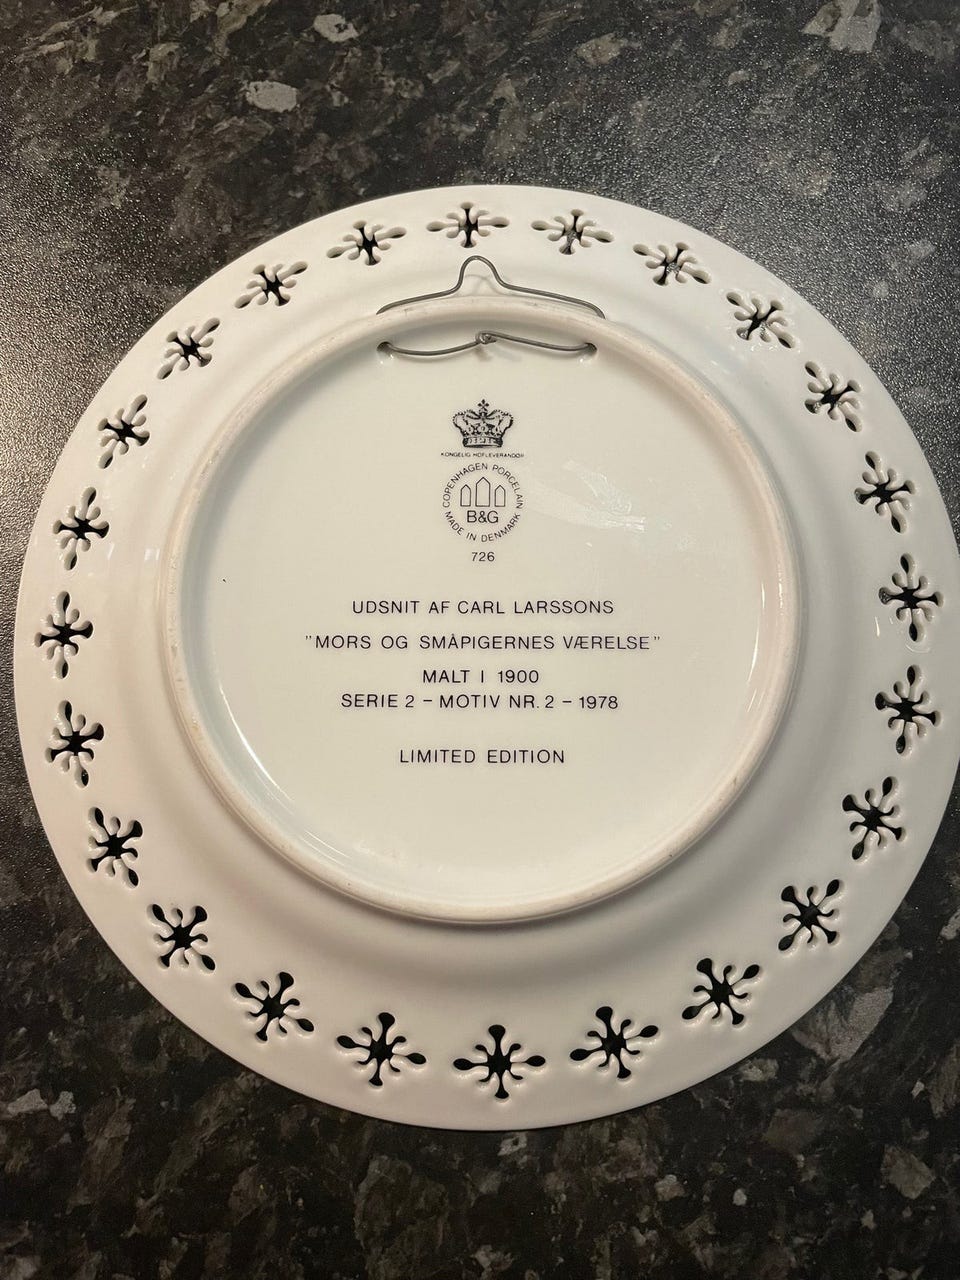 KONGELIG HOFLEVERANDØR
COPENHAGEN PORCELAIN
B&G
MADE IN DENMARK
726
UDSNIT AF CARL LARSSONS
"MORS OG SMÅPIGERNES VÆRELSE"
MALT I 1900
SERIE 2 – MOTIV NR. 2 – 1978
LIMITED EDITION